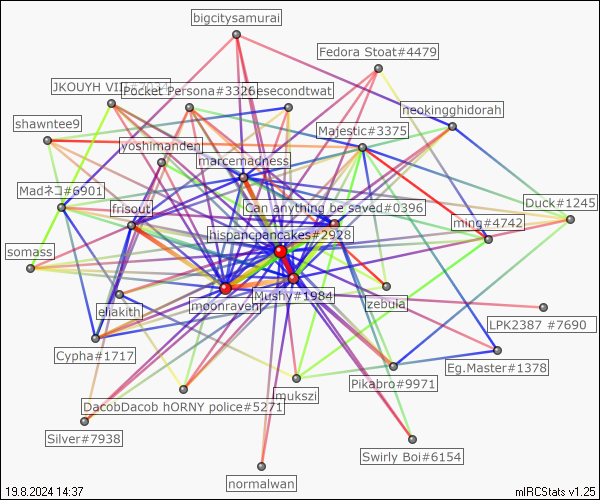 bigcitysamurai
Fedora Stoat#4479
JKOUYH VII#7034
Pocket Persona#3326
esecondtwat
neokingghidorah
shawntee9
Majestic#3375
yoshimanden
marcemadness
Madネコ#6901
frisout
Can anything be saved#0396
Duck#1245
ming#4742
hispancpancakes#2928
somass
Mushy#1984
moonraven
zebula
eliakith
LPK2387 #7690
Cypha#1717
Eg.Master#1378
Pikabro#9971
mukszi
DacobDacob hORNY police#5271
Silver#7938
Swirly Boi#6154
normalwan
19.8.2024 14:37
mIRCStats v1.25